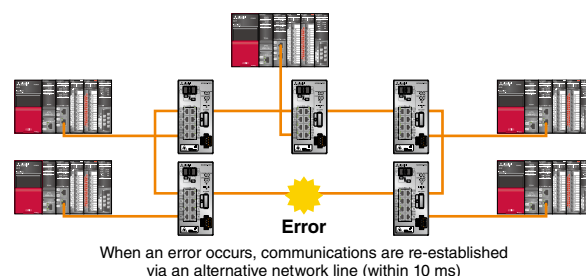 Error
When an error occurs, communications are re-established
via an alternative network line (within 10 ms)